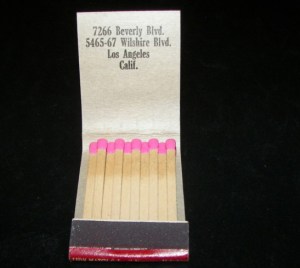 7266 Beverly Blvd.
5465-67 Wilshire Blvd.
Los Angeles
Calif.